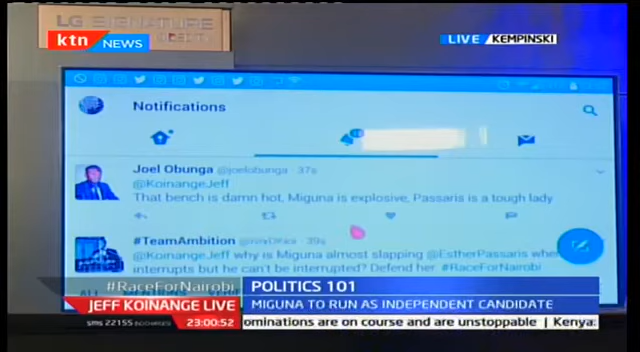 LG SIGNATURE
ktn NEWS
LIVE KEMPINSKI
Notifications
Joel Obunga @joelobunga · 37s
@KoinangeJeff
That bench is damn hot, Miguna is explosive, Passaris is a tough lady
#TeamAmbition · 39s
@KoinangeJeff why is Miguna almost slapping @EstherPassaris when
interrupts but he can't be interrupted? Defend her #RaceForNairobi
#RaceForNairobi
POLITICS 101
JEFF KOINANGE LIVE
MIGUNA TO RUN AS INDEPENDENT CANDIDATE
sms 22155
23:00:52
ominations are on course and are unstoppable | Kenya